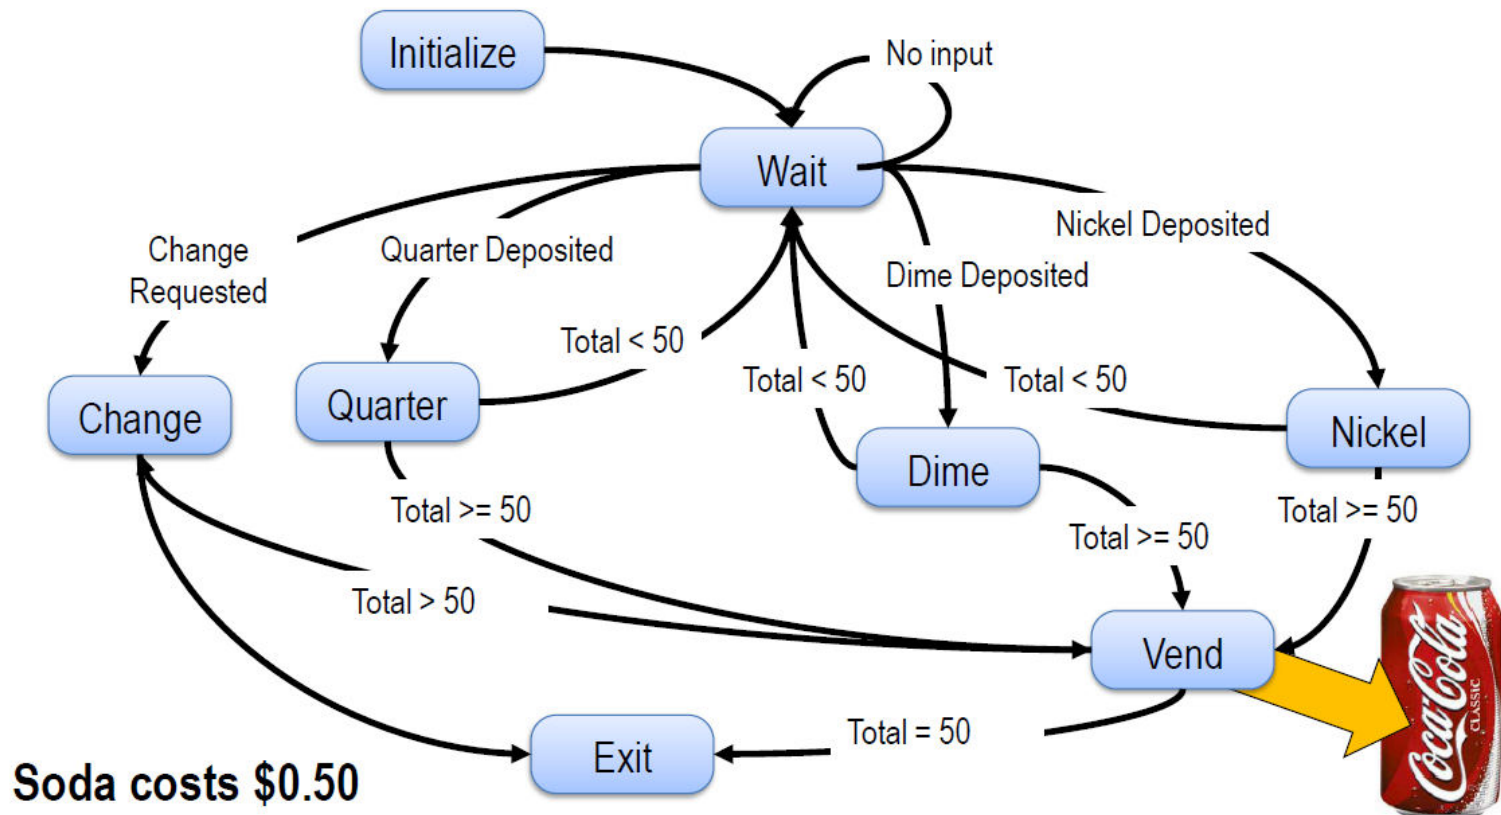 Initialize
No input
Wait
Nickel Deposited
Change
Requested
Quarter Deposited
Dime Deposited
Total < 50
Total < 50
Total < 50
Change
Quarter
Dime
Nickel
Total >= 50
Total >= 50
Total >= 50
Total > 50
Vend
Total = 50
Exit
Soda costs $0.50
Coca-Cola
CLASSIC